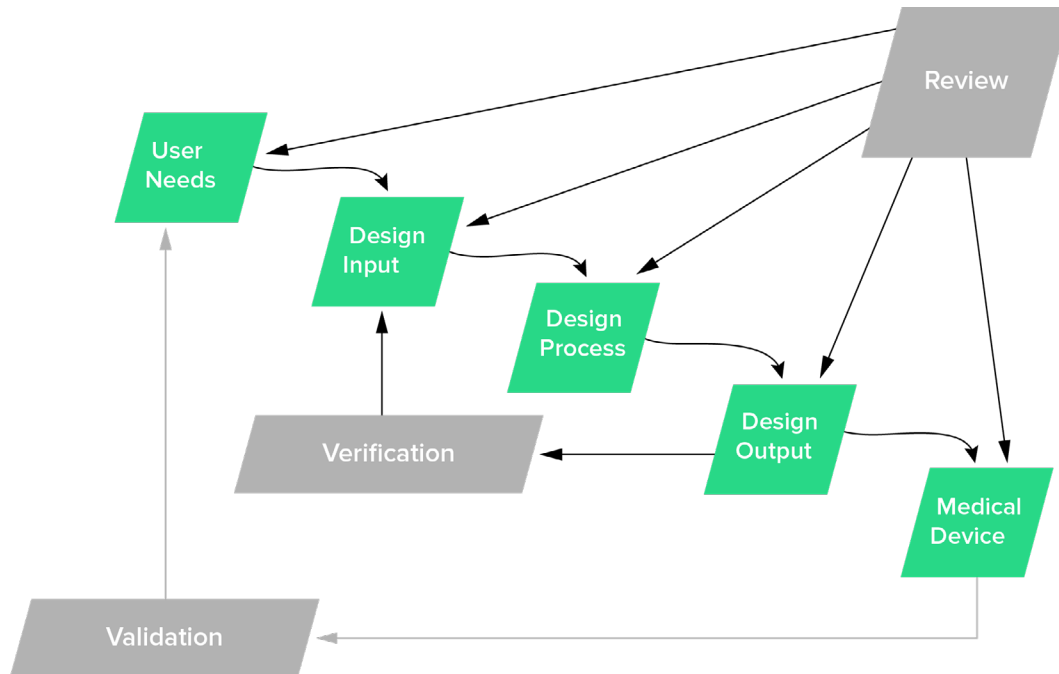 Review
User
Needs
Design
Input
Design
Process
Design
Output
Verification
Medical
Device
Validation